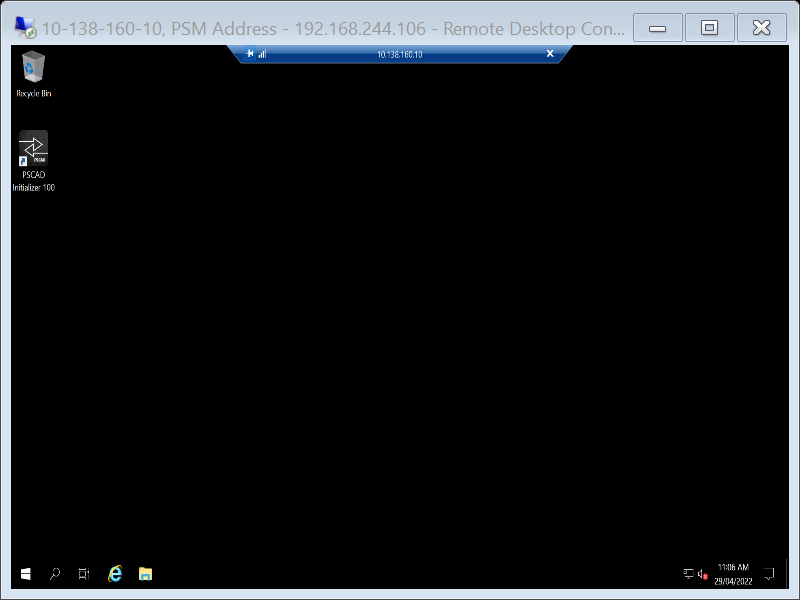 10-138-160-10, PSM Address - 192.168.244.106 - Remote Desktop Con...
10.138.160.10
Recycle Bin
PSCAD
PSCAD
Initializer 100
11:06 AM
29/04/2022